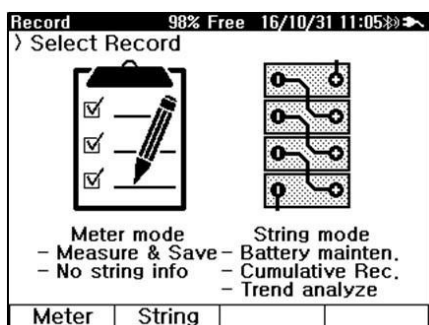 Record 98% Free 16/10/31 11:05
〉Select Record
Meter mode
- Measure & Save
- No string info
String mode
- Battery mainten.
- Cumulative Rec.
- Trend analyze
Meter String